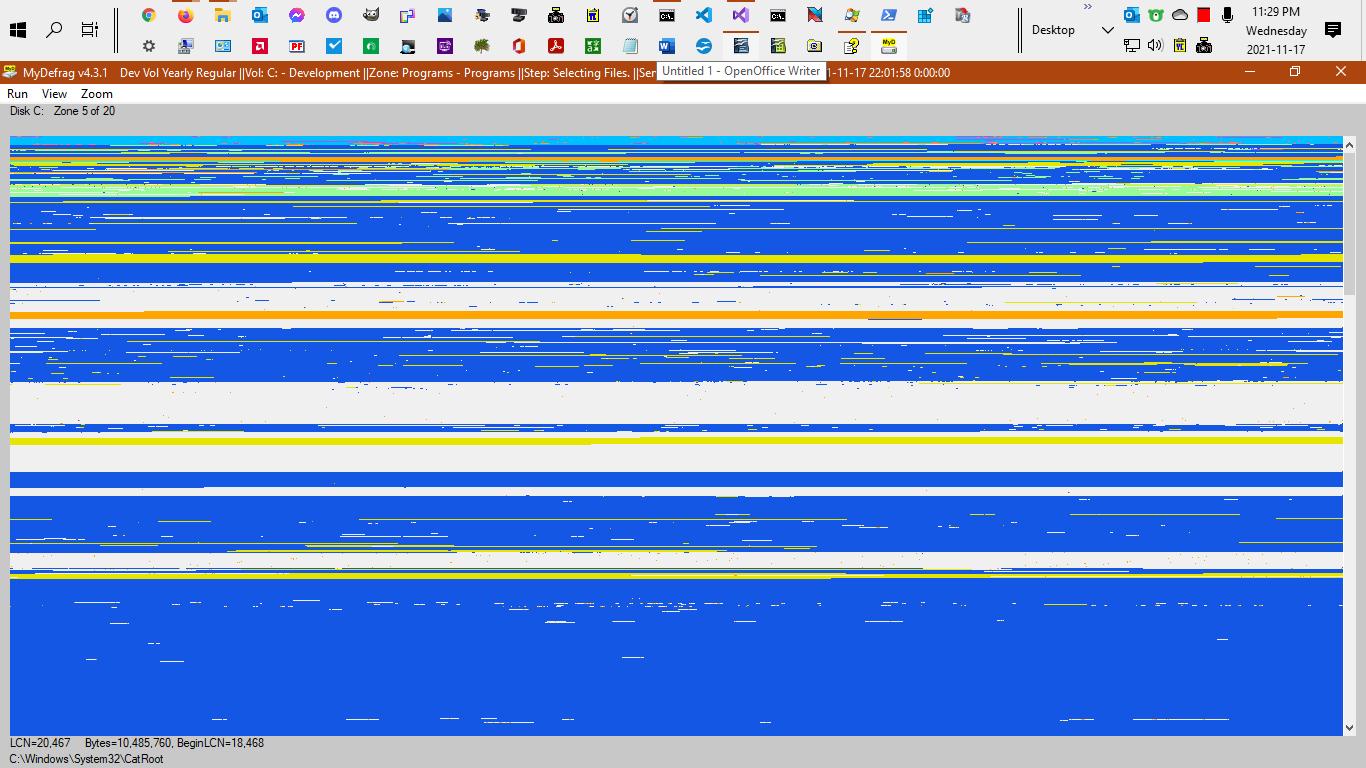 11:29 PM
Desktop
Wednesday
2021-11-17
MyDefrag v4.3.1    Dev Vol Yearly Regular ||Vol: C: - Development ||Zone: Programs - Programs ||Step: Selecting Files. ||Ser
Untitled 1 - OpenOffice Writer
1-11-17 22:01:58 0:00:00
Run View Zoom
Disk C: Zone 5 of 20
LCN=20,467 Bytes=10,485,760, BeginLCN=18,468
C:\Windows\System32\CatRoot